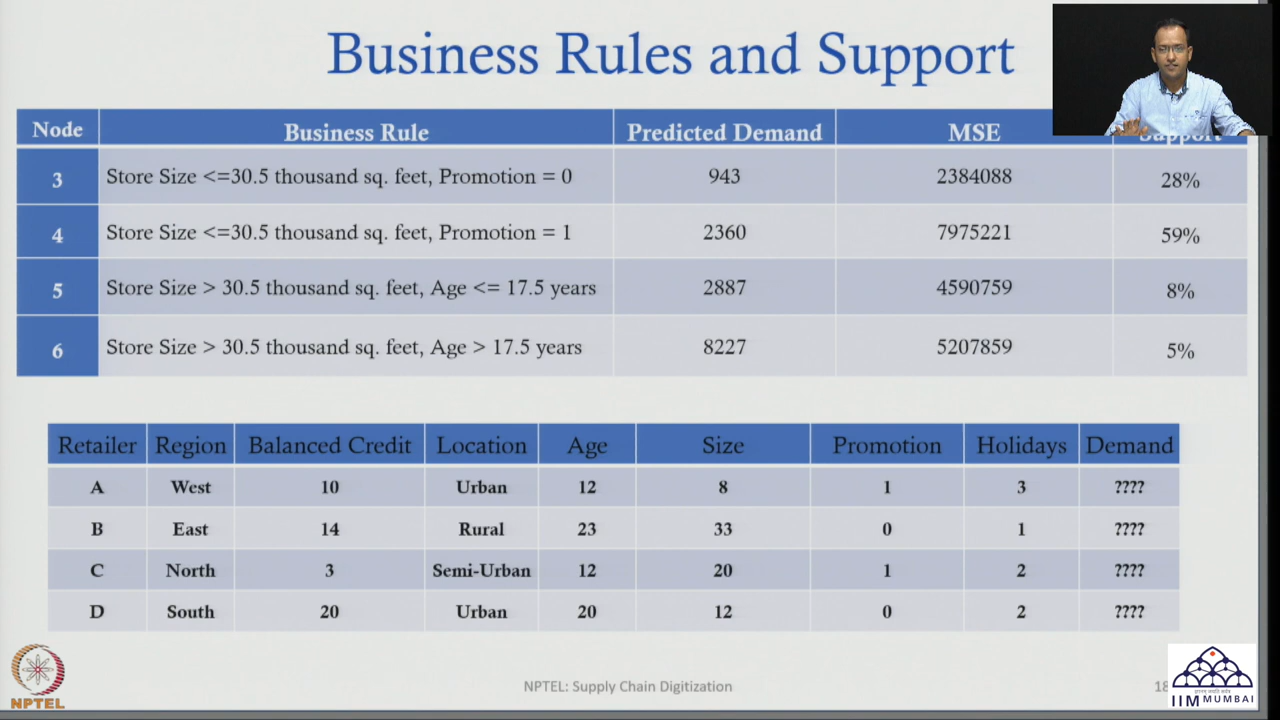 Business Rules and Support
Node Business Rule Predicted Demand MSE Support
3 Store Size <=30.5 thousand sq. feet, Promotion = 0 943 2384088 28%
4 Store Size <=30.5 thousand sq. feet, Promotion = 1 2360 7975221 59%
5 Store Size > 30.5 thousand sq. feet, Age <= 17.5 years 2887 4590759 8%
6 Store Size > 30.5 thousand sq. feet, Age > 17.5 years 8227 5207859 5%
Retailer Region Balanced Credit Location Age Size Promotion Holidays Demand
A West 10 Urban 12 8 1 3 ????
B East 14 Rural 23 33 0 1 ????
C North 3 Semi-Urban 12 20 1 2 ????
D South 20 Urban 20 12 0 2 ????
NPTEL
NPTEL: Supply Chain Digitization
18
IIM MUMBAI